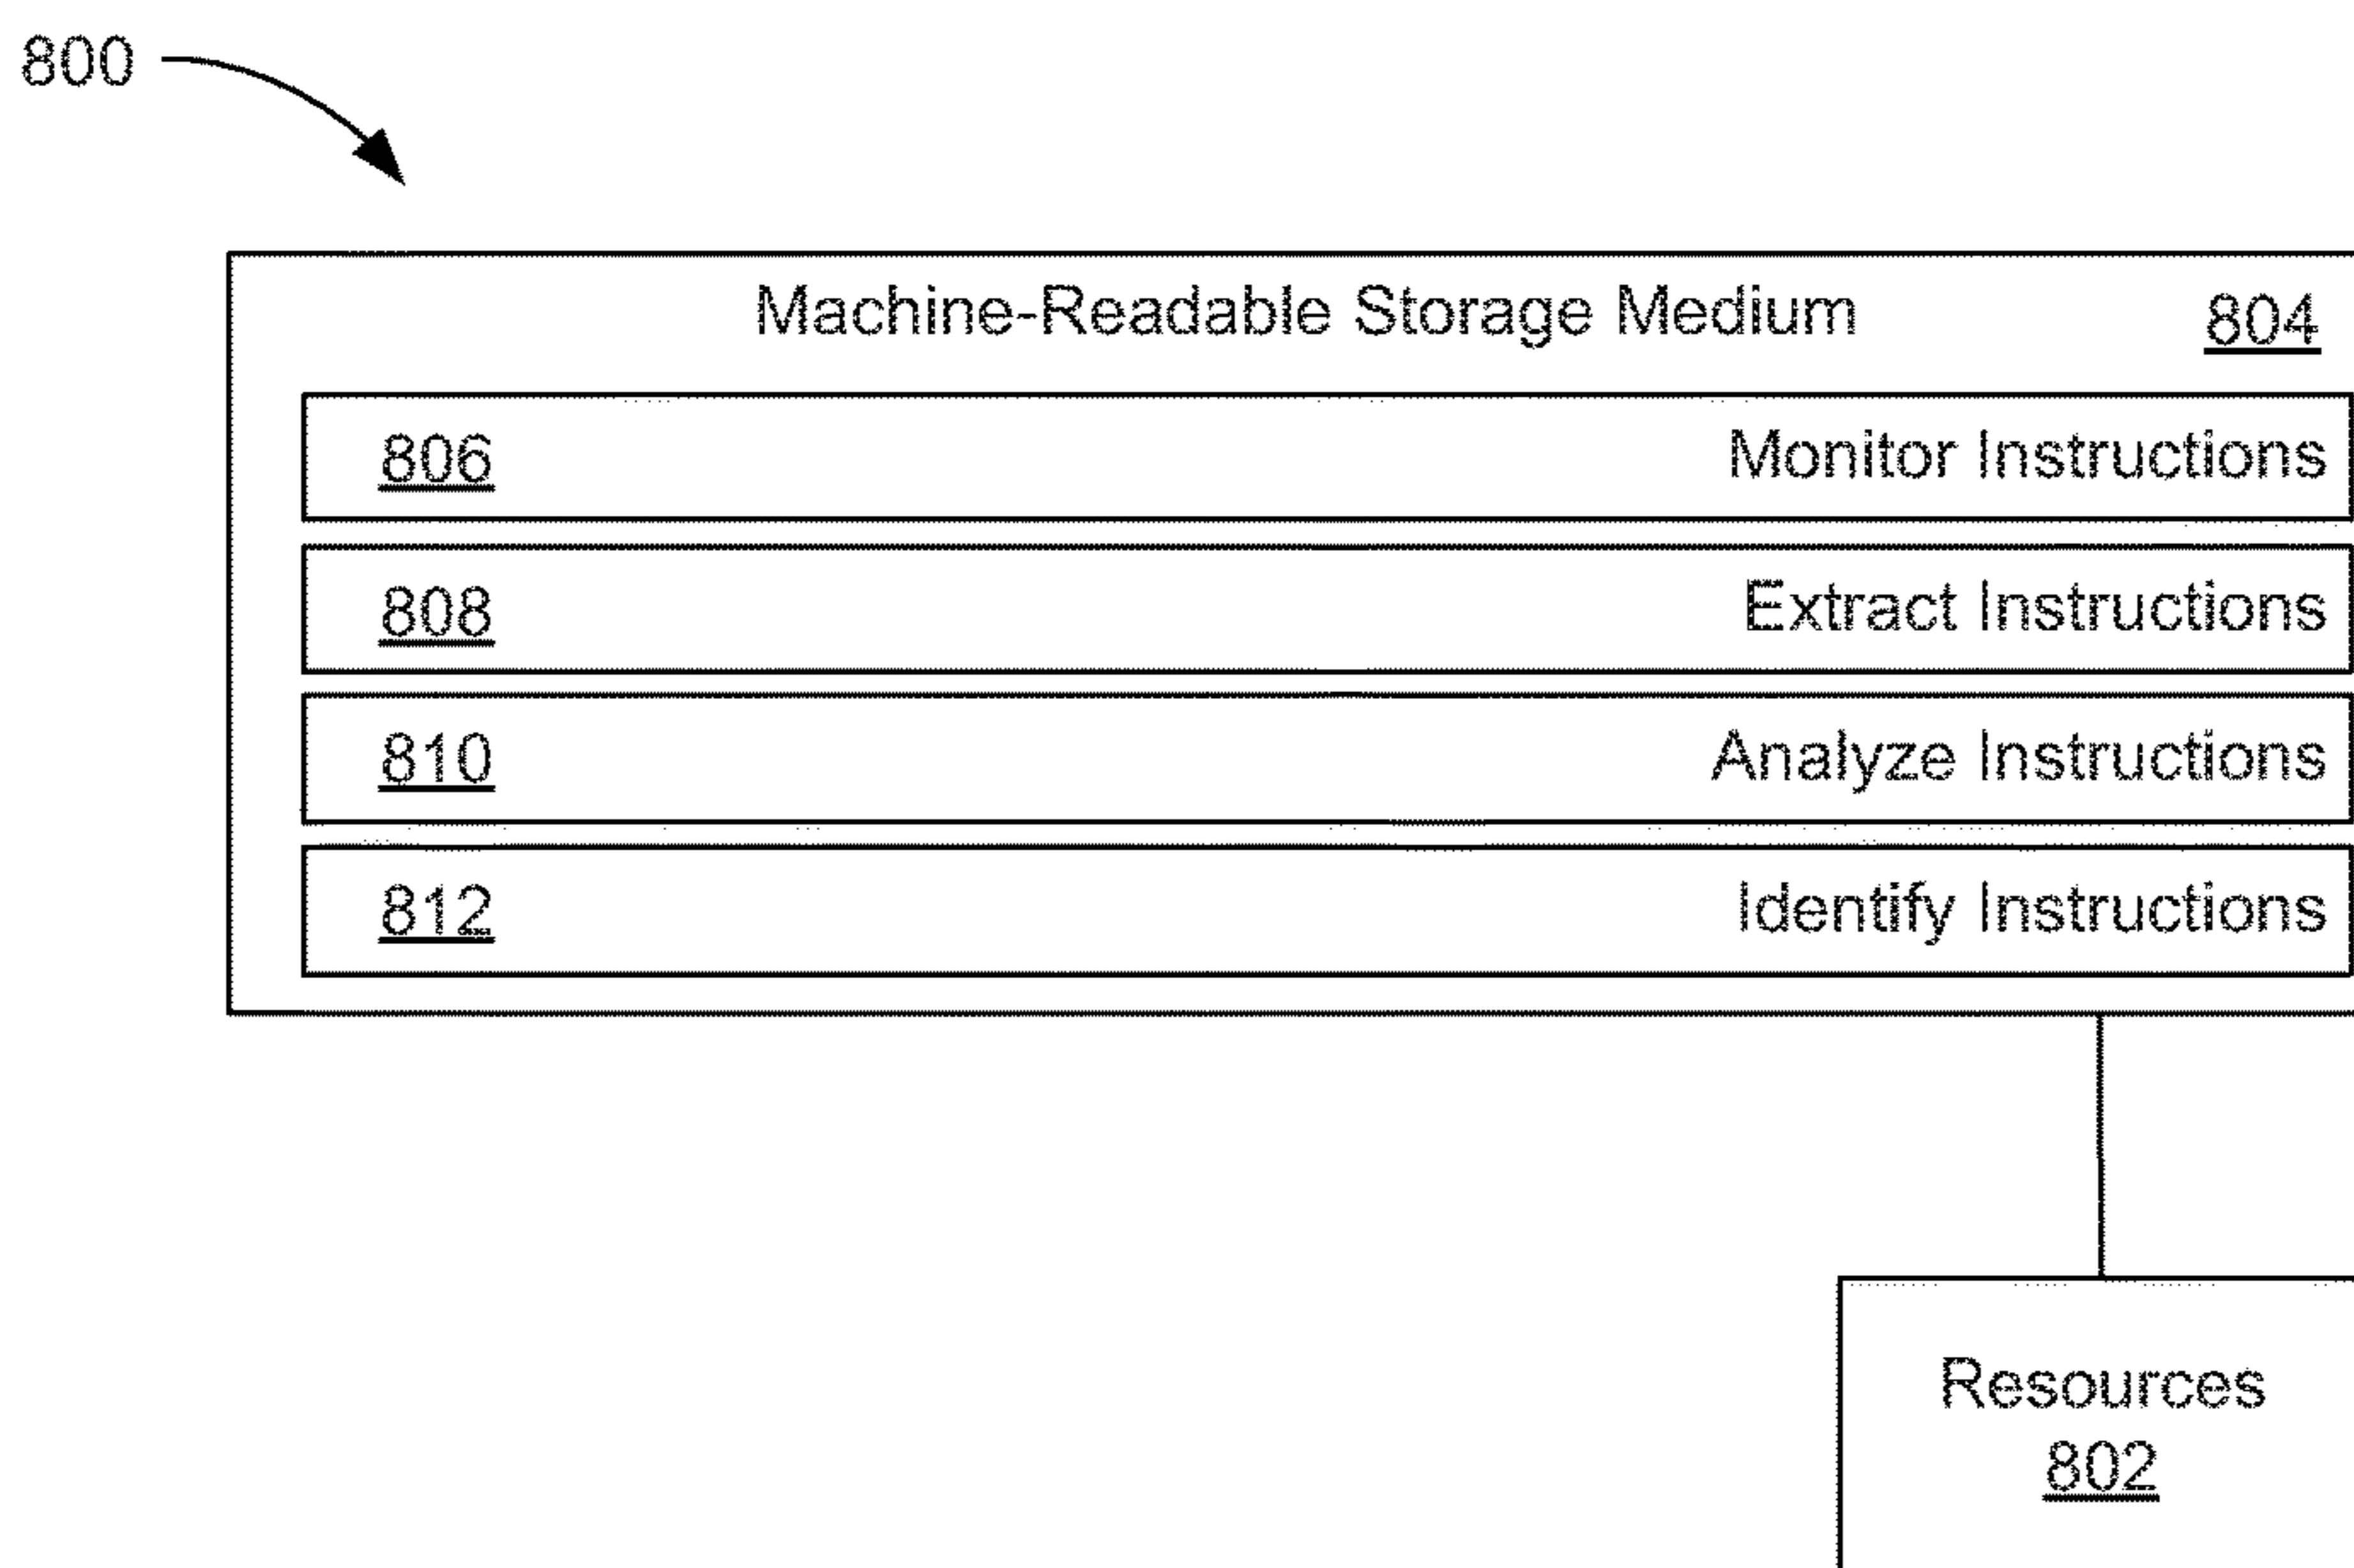 800
Machine-Readable Storage Medium 804
806 Monitor Instructions
808 Extract Instructions
810 Analyze Instructions
812 Identify Instructions
Resources
802